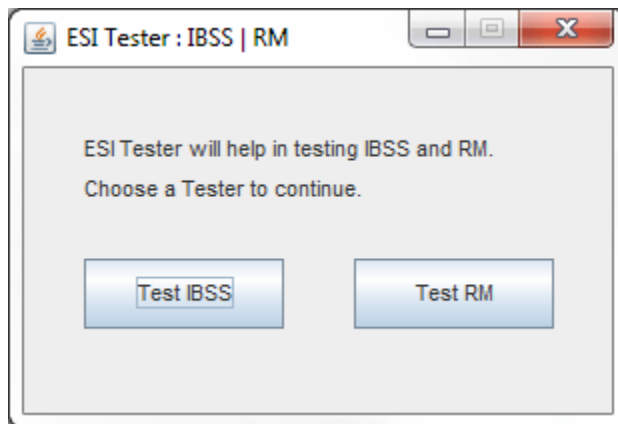 ESI Tester : IBSS | RM
ESI Tester will help in testing IBSS and RM.
Choose a Tester to continue.
Test IBSS
Test RM